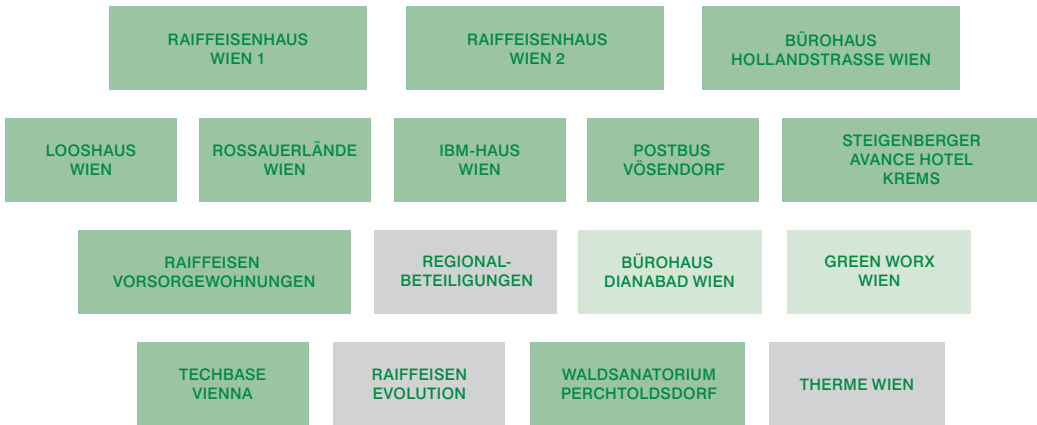 RAIFFEISENHAUS
WIEN 1
RAIFFEISENHAUS
WIEN 2
BÜROHAUS
HOLLANDSTRASSE WIEN
LOOSHAUS
WIEN
ROSSAUERLÄNDE
WIEN
IBM-HAUS
WIEN
POSTBUS
VÖSENDORF
STEIGENBERGER
AVANCE HOTEL
KREMS
RAIFFEISEN
VORSORGEWOHNUNGEN
REGIONAL-
BETEILIGUNGEN
BÜROHAUS
DIANABAD WIEN
GREEN WORX
WIEN
TECHBASE
VIENNA
RAIFFEISEN
EVOLUTION
WALDSANATORIUM
PERCHTOLDSDORF
THERME WIEN